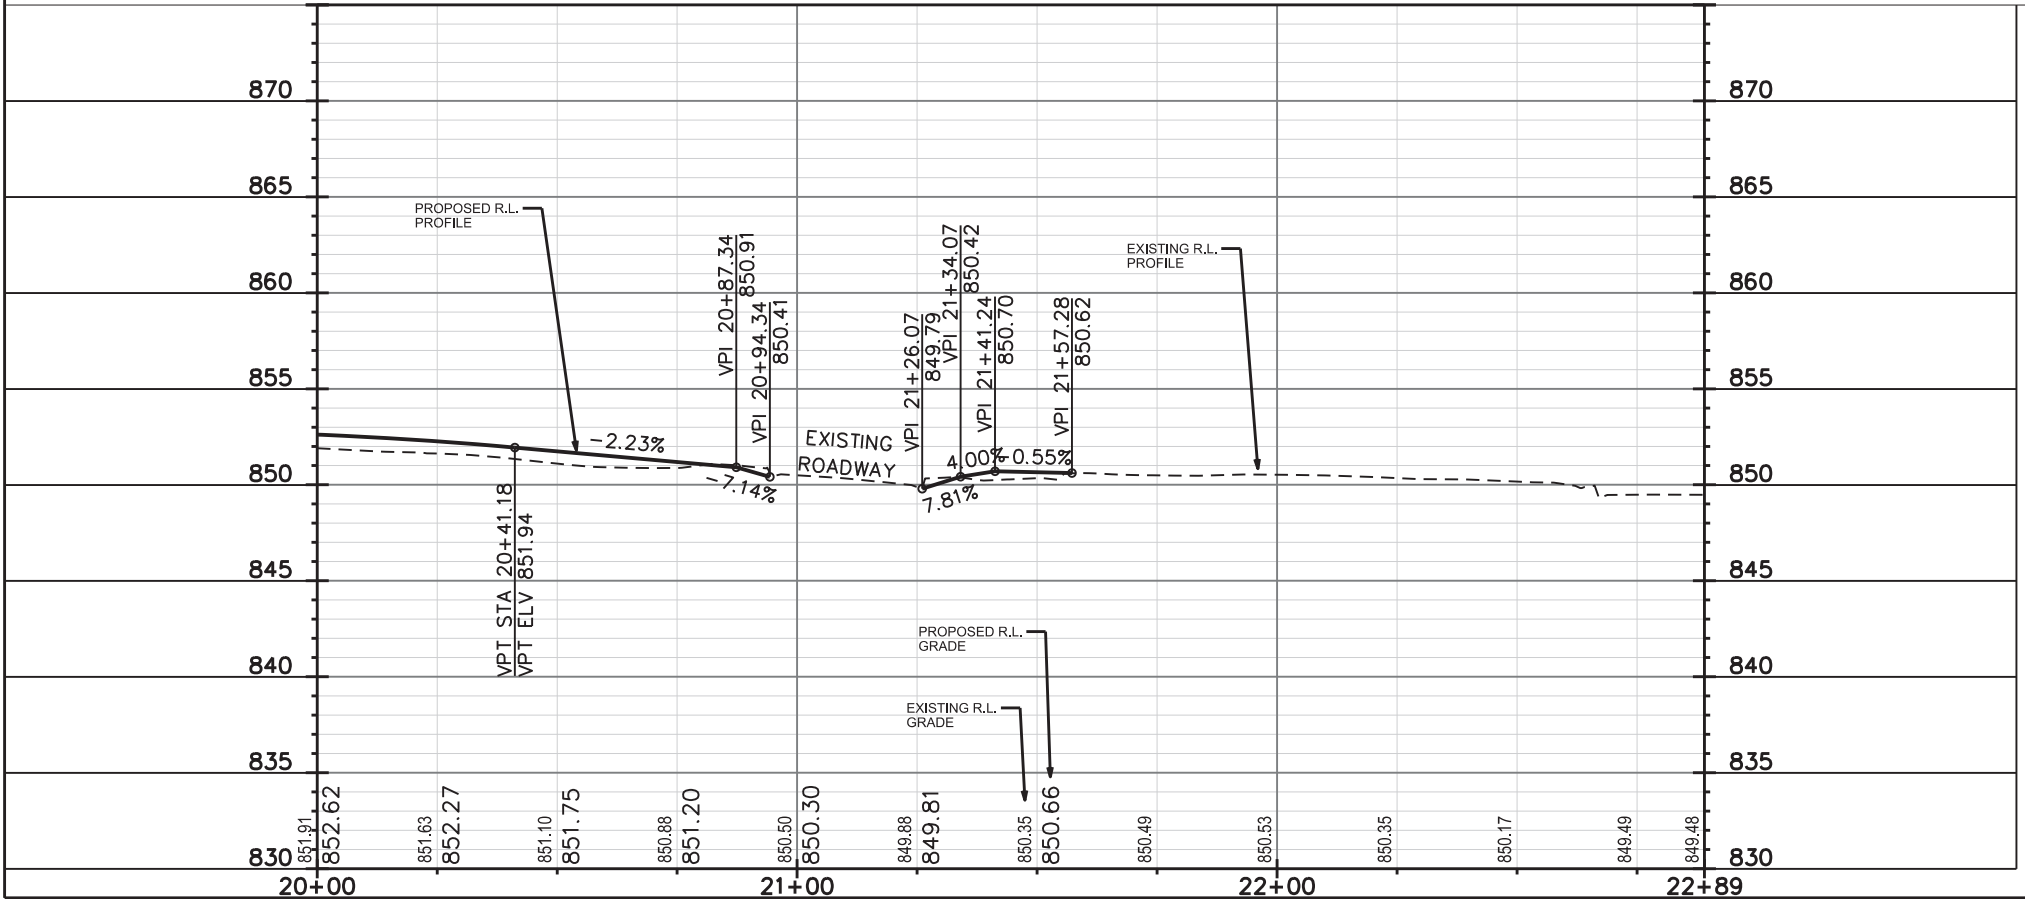 870
870
865
865
PROPOSED R.L.
PROFILE
EXISTING R.L.
PROFILE
860
860
VPI 20+87.34
850.91
VPI 20+94.34
850.41
VPI 21+26.07
849.79
VPI 21+34.07
850.42
VPI 21+41.24
850.70
VPI 21+57.28
850.62
855
855
-2.23%
EXISTING
ROADWAY
4.00%
-0.55%
850
850
-7.14%
7.81%
VPT STA 20+41.18
VPT ELV 851.94
845
845
PROPOSED R.L.
GRADE
840
840
EXISTING R.L.
GRADE
835
835
851.91
852.62
851.63
852.27
851.10
851.75
850.88
851.20
850.50
850.30
849.88
849.81
850.35
850.66
850.49
850.53
850.35
850.17
849.49
849.48
830
830
20+00
21+00
22+00
22+89